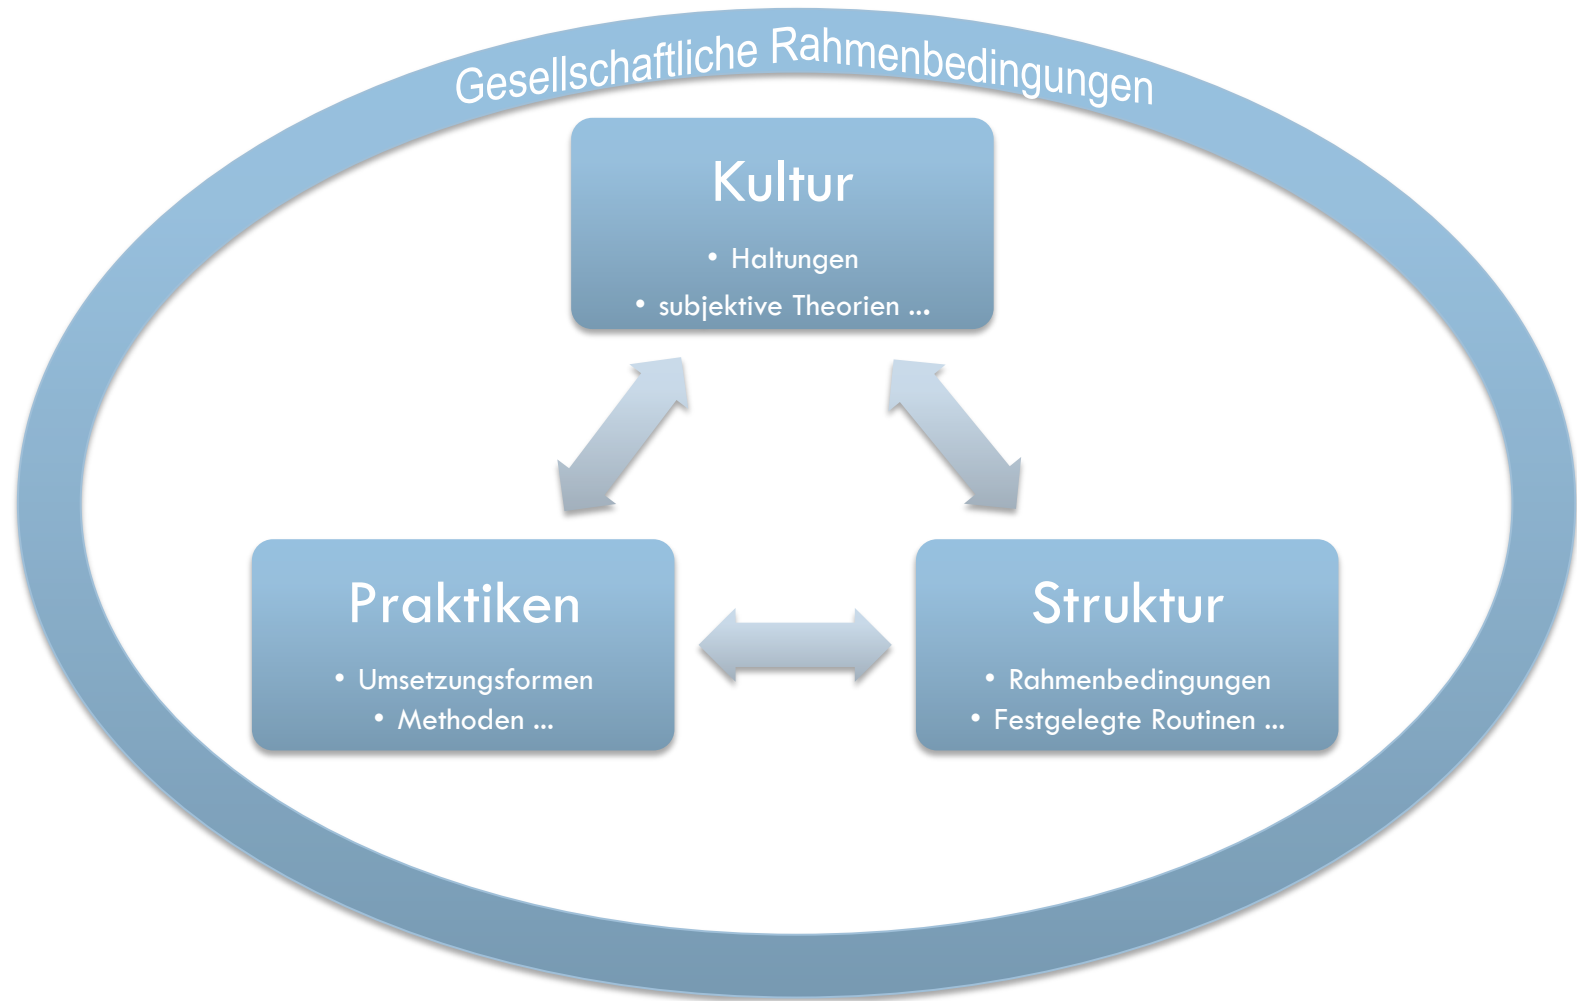 Gesellschaftliche Rahmenbedingungen
Kultur
• Haltungen
• subjektive Theorien ...
Praktiken
• Umsetzungsformen
• Methoden ...
Struktur
• Rahmenbedingungen
• Festgelegte Routinen ...